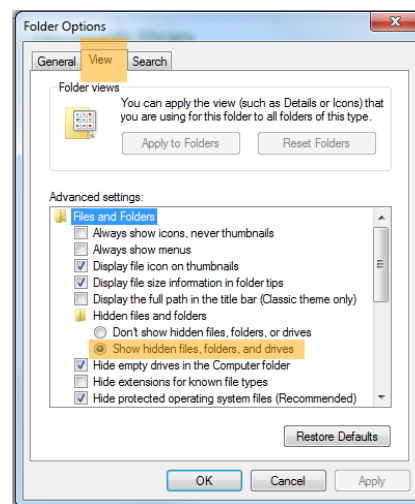 Folder Options
General View Search
Folder views
You can apply the view (such as Details or Icons) that
you are using for this folder to all folders of this type.
Apply to Folders Reset Folders
Advanced settings:
Files and Folders
Always show icons, never thumbnails
Always show menus
Display file icon on thumbnails
Display file size information in folder tips
Display the full path in the title bar (Classic theme only)
Hidden files and folders
Don't show hidden files, folders, or drives
Show hidden files, folders, and drives
Hide empty drives in the Computer folder
Hide extensions for known file types
Hide protected operating system files (Recommended)
Restore Defaults
OK Cancel Apply